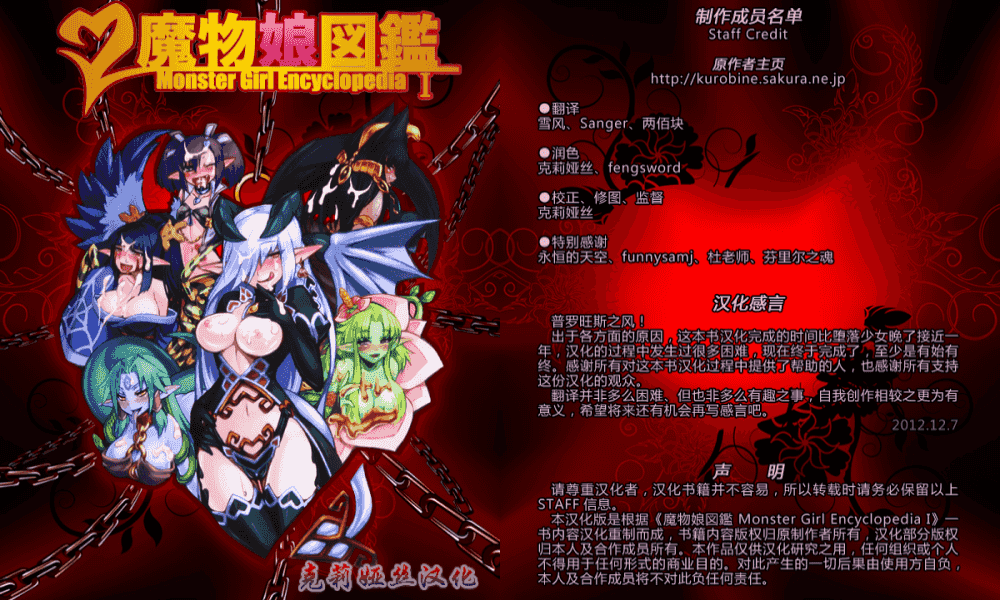 魔物娘図鑑
Monster Girl Encyclopedia I
克莉娅丝汉化
制作成员名单
Staff Credit
原作者主页
http://kurobine.sakura.ne.jp
●翻译
雪风、Sanger、两佰块
●润色
克莉娅丝、fengsword
●校正、修图、监督
克莉娅丝
●特别感谢
永恒的天空、funnysamj、杜老师、芬里尔之魂
汉化感言
普罗旺斯之风！
出于各方面的原因，这本书汉化完成的时间比堕落少女晚了接近一
年，汉化的过程中发生过很多困难，现在终于完成了，至少是有始有
终。感谢所有对这本书汉化过程中提供了帮助的人，也感谢所有支持
这份汉化的观众。
翻译并非多么困难、但也非多么有趣之事，自我创作相较之更为有
意义，希望将来还有机会再写感言吧。
2012.12.7
声 明
请尊重汉化者，汉化书籍并不容易，所以转载时请务必保留以上
STAFF 信息。
本汉化版是根据《魔物娘図鑑 Monster Girl Encyclopedia I》一
书内容汉化重制而成，书籍内容版权归原制作者所有，汉化部分版权
归本人及合作成员所有。本作品仅供汉化研究之用，任何组织或个人
不得用于任何形式的商业目的。对此产生的一切后果由使用方自负，
本人及合作成员将不对此负任何责任。